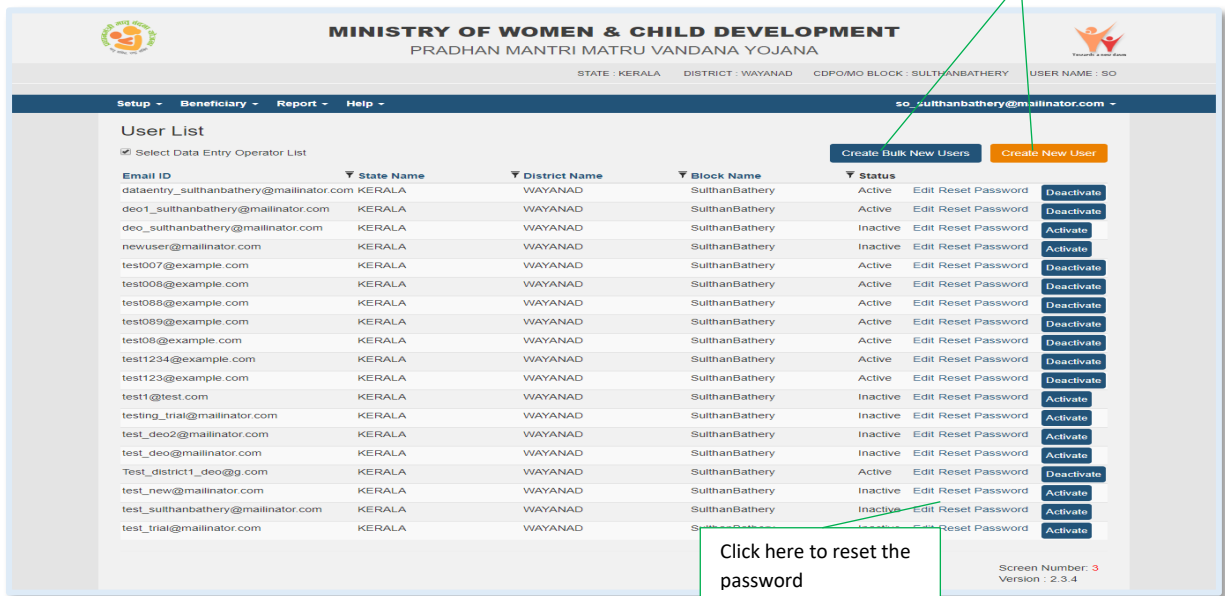 MINISTRY OF WOMEN & CHILD DEVELOPMENT
PRADHAN MANTRI MATRU VANDANA YOJANA
STATE : KERALA DISTRICT : WAYANAD CDPO/MO BLOCK : SULTHANBATHERY USER NAME : SO
Setup Beneficiary Report Help so_sulthanbathery@mailinator.com
User List
Select Data Entry Operator List Create Bulk New Users Create New User
Email ID State Name District Name Block Name Status
dataentry_sulthanbathery@mailinator.com KERALA WAYANAD SulthanBathery Active Edit Reset Password Deactivate
deo1_sulthanbathery@mailinator.com KERALA WAYANAD SulthanBathery Active Edit Reset Password Deactivate
deo_sulthanbathery@mailinator.com KERALA WAYANAD SulthanBathery Inactive Edit Reset Password Activate
newuser@mailinator.com KERALA WAYANAD SulthanBathery Inactive Edit Reset Password Activate
test007@example.com KERALA WAYANAD SulthanBathery Active Edit Reset Password Deactivate
test008@example.com KERALA WAYANAD SulthanBathery Active Edit Reset Password Deactivate
test088@example.com KERALA WAYANAD SulthanBathery Active Edit Reset Password Deactivate
test089@example.com KERALA WAYANAD SulthanBathery Active Edit Reset Password Deactivate
test08@example.com KERALA WAYANAD SulthanBathery Active Edit Reset Password Deactivate
test1234@example.com KERALA WAYANAD SulthanBathery Active Edit Reset Password Deactivate
test123@example.com KERALA WAYANAD SulthanBathery Active Edit Reset Password Deactivate
test1@test.com KERALA WAYANAD SulthanBathery Inactive Edit Reset Password Activate
testing_trial@mailinator.com KERALA WAYANAD SulthanBathery Inactive Edit Reset Password Activate
test_deo2@mailinator.com KERALA WAYANAD SulthanBathery Inactive Edit Reset Password Activate
test_deo@mailinator.com KERALA WAYANAD SulthanBathery Inactive Edit Reset Password Activate
Test_district1_deo@g.com KERALA WAYANAD SulthanBathery Active Edit Reset Password Deactivate
test_new@mailinator.com KERALA WAYANAD SulthanBathery Inactive Edit Reset Password Activate
test_sulthanbathery@mailinator.com KERALA WAYANAD SulthanBathery Inactive Edit Reset Password Activate
test_trial@mailinator.com KERALA WAYANAD SulthanBathery Inactive Edit Reset Password Activate
Click here to reset the
password
Screen Number: 3
Version : 2.3.4